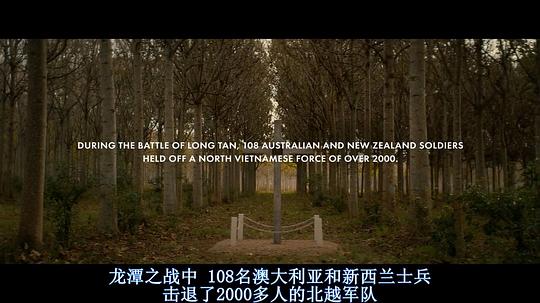 DURING THE BATTLE OF LONG TAN, 108 AUSTRALIAN AND NEW ZEALAND SOLDIERS
HELD OFF A NORTH VIETNAMESE FORCE OF OVER 2000.
龙潭之战中 108名澳大利亚和新西兰士兵
击退了2000多人的北越军队